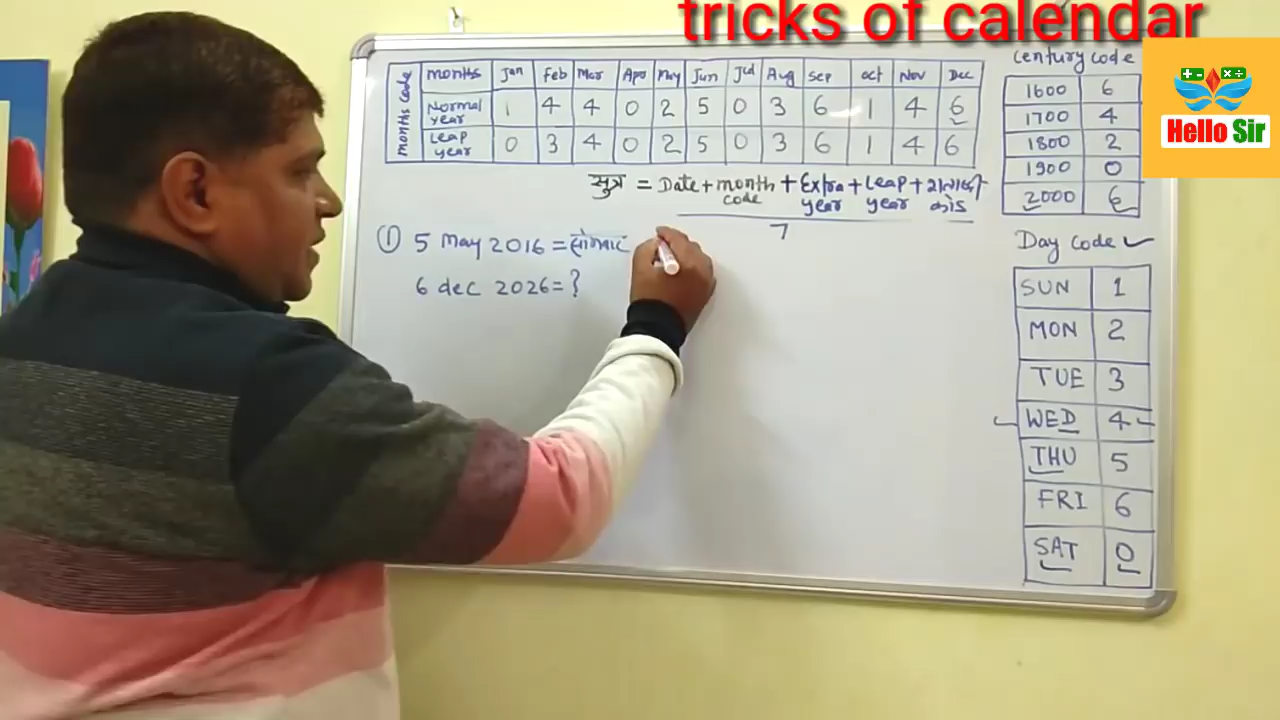 tricks of calendar
months code
months Jan Feb Mar Apr May Jun Jul Aug Sep oct Nov Dec
Normal year 1 4 4 0 2 5 0 3 6 1 4 6
Leap year 0 3 4 0 2 5 0 3 6 1 4 6
सुत्र = Date + month code + Extra year + Leap year + शताब्दी कोड
7
① 5 May 2016 = सोमवार
6 dec 2026 = ?
century code
1600 6
1700 4
1800 2
1900 0
2000 6
Day code
SUN 1
MON 2
TUE 3
WED 4
THU 5
FRI 6
SAT 0
Hello Sir